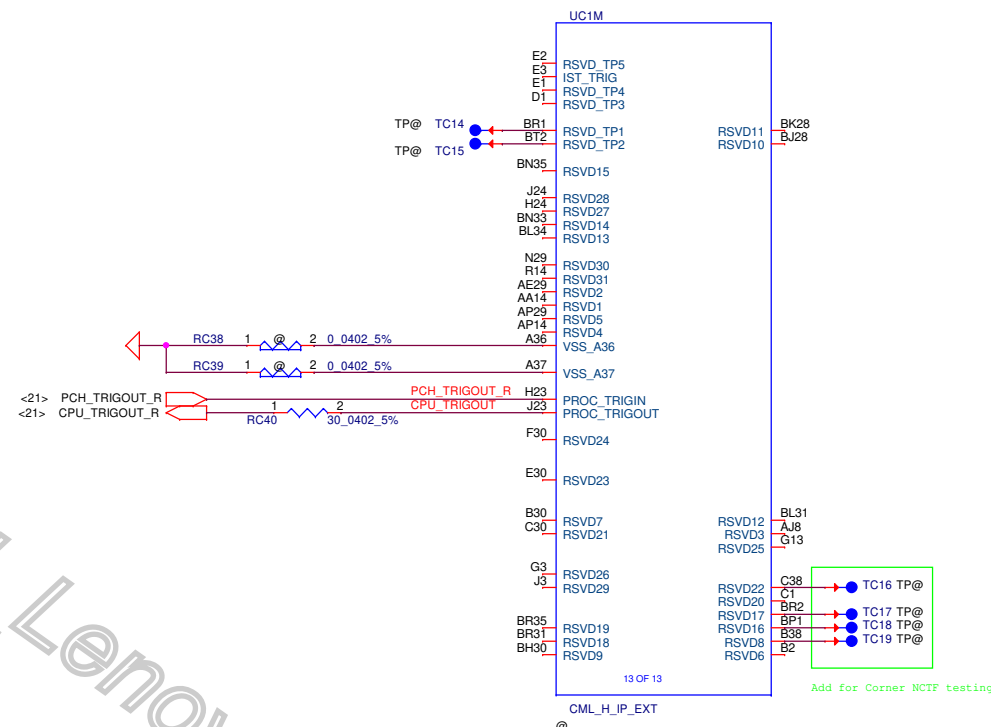 UC1M
E2 RSVD_TP5
E3 IST_TRIG
E1 RSVD_TP4
D1 RSVD_TP3
TP@ TC14 BR1 RSVD_TP1 RSVD11 BK28
TP@ TC15 BT2 RSVD_TP2 RSVD10 BJ28
BN35 RSVD15
J24 RSVD28
H24 RSVD27
BN33 RSVD14
BL34 RSVD13
N29 RSVD30
R14 RSVD31
AE29 RSVD2
AA14 RSVD1
AP29 RSVD5
AP14 RSVD4
RC38 1 @ 2 0_0402_5% A36 VSS_A36
RC39 1 @ 2 0_0402_5% A37 VSS_A37
<21> PCH_TRIGOUT_R PCH_TRIGOUT_R H23 PROC_TRIGIN
<21> CPU_TRIGOUT_R RC40 1 2 30_0402_5% CPU_TRIGOUT J23 PROC_TRIGOUT
F30 RSVD24
E30 RSVD23
B30 RSVD7 RSVD12 BL31
C30 RSVD21 RSVD3 AJ8
RSVD25 G13
G3 RSVD26
J3 RSVD29
RSVD22 C38 TC16 TP@
RSVD20 C1
RSVD17 BR2 TC17 TP@
BR35 RSVD19 RSVD16 BP1 TC18 TP@
BR31 RSVD18 RSVD8 B38 TC19 TP@
BH30 RSVD9 RSVD6 B2
13 OF 13
Add for Corner NCTF testing
CML_H_IP_EXT
@